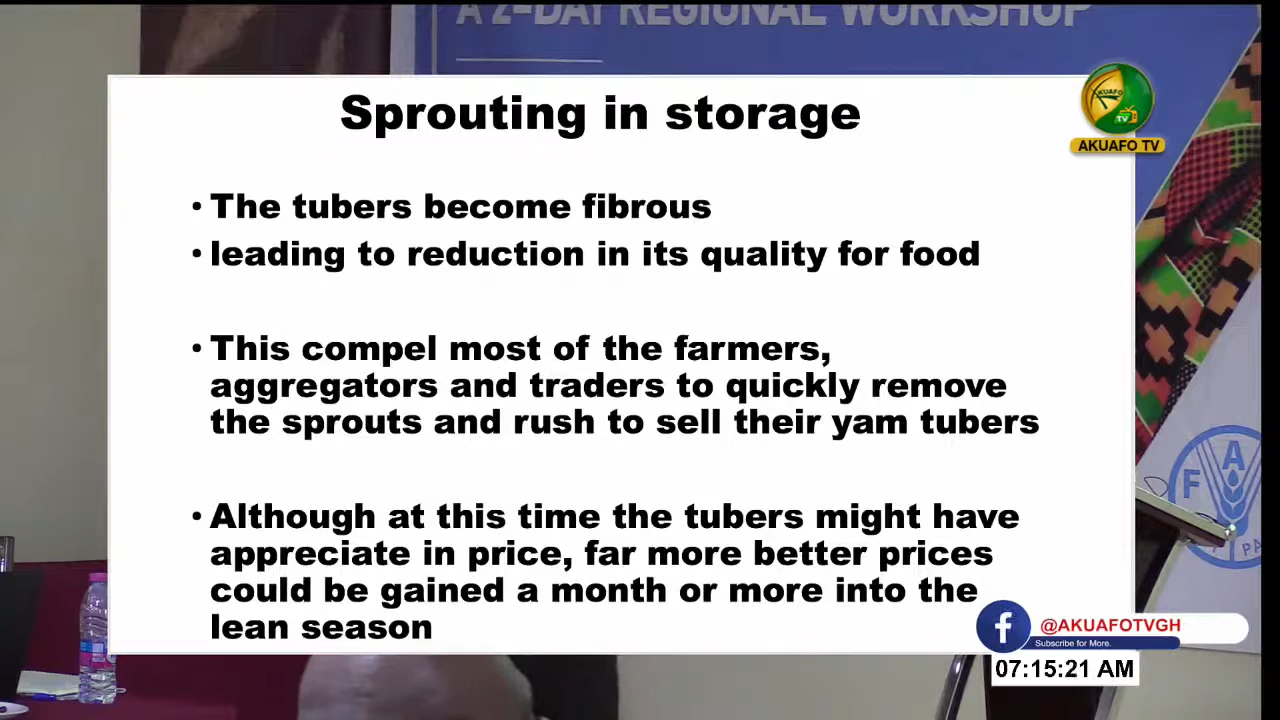 A 2-DAY REGIONAL WORKSHOP
Sprouting in storage
• The tubers become fibrous
• leading to reduction in its quality for food
• This compel most of the farmers,
aggregators and traders to quickly remove
the sprouts and rush to sell their yam tubers
• Although at this time the tubers might have
appreciate in price, far more better prices
could be gained a month or more into the
lean season
AKUAFO
TV
AKUAFO TV
F A
PA
f @AKUAFOTVGH
Subscribe for More.
07:15:21 AM